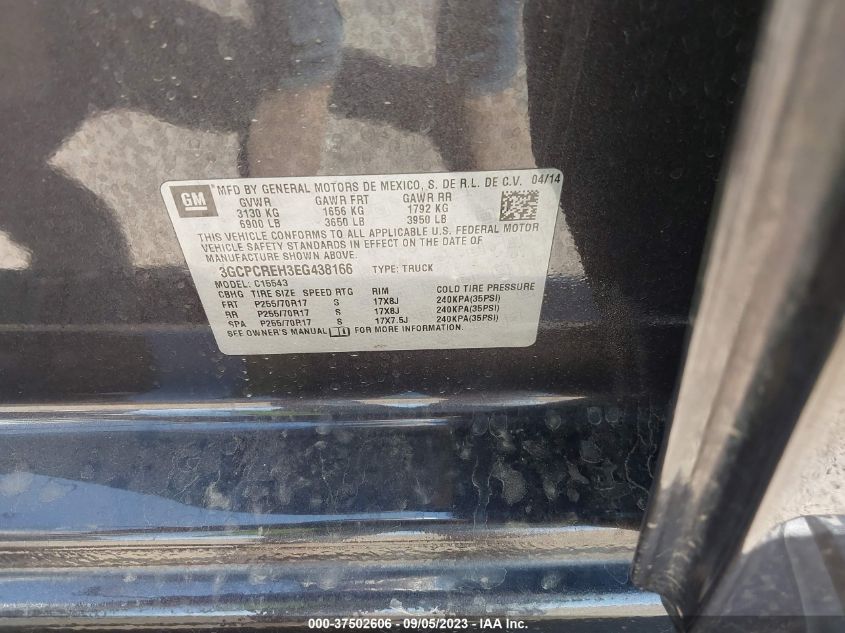 GM
MFD BY GENERAL MOTORS DE MEXICO, S. DE R.L. DE C.V. 04/14
GVWR GAWR FRT GAWR RR
3130 KG 1656 KG 1792 KG
6900 LB 3650 LB 3950 LB
THIS VEHICLE CONFORMS TO ALL APPLICABLE U.S. FEDERAL MOTOR
VEHICLE SAFETY STANDARDS IN EFFECT ON THE DATE OF
MANUFACTURE SHOWN ABOVE.
3GCPCREH3EG438166 TYPE: TRUCK
MODEL: C15543
CBHG TIRE SIZE SPEED RTG RIM COLD TIRE PRESSURE
FRT P255/70R17 S 17X8J 240KPA(35PSI)
RR P255/70R17 S 17X8J 240KPA(35PSI)
SPA P255/70R17 S 17X7.5J 240KPA(35PSI)
SEE OWNER'S MANUAL FOR MORE INFORMATION.
000-37502606 - 09/05/2023 - © IAA Inc.